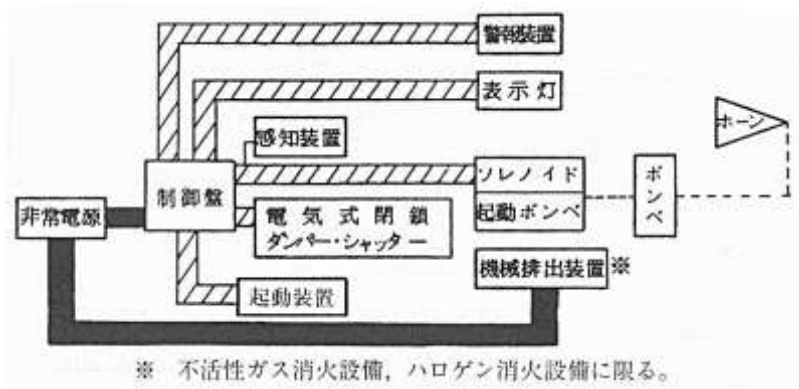 警報装置
表示灯
ホーン
感知装置
ソレノイド
起動ボンベ
ボンベ
制御盤
非常電源
電気式閉鎖
ダンパー・シャッター
機械排出装置※
起動装置
※ 不活性ガス消火設備，ハロゲン消火設備に限る。